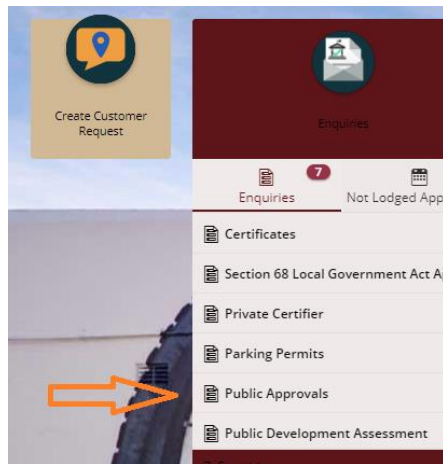 Create Customer
Request
Enquiries
7
Enquiries
Not Lodged App
Certificates
Section 68 Local Government Act A
Private Certifier
Parking Permits
Public Approvals
Public Development Assessment